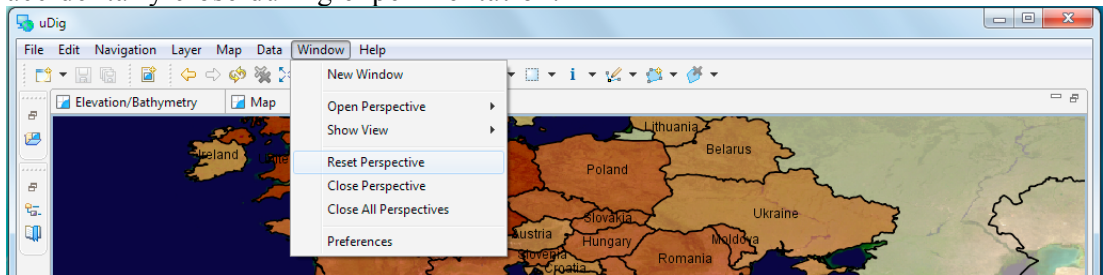 uDig
File Edit Navigation Layer Map Data Window Help
New Window
Open Perspective
Show View
Reset Perspective
Close Perspective
Close All Perspectives
Preferences
Elevation/Bathymetry
Map
Ireland
Lithuania
Belarus
Poland
Ukraine
Slovakia
Austria
Hungary
Moldova
Slovenia
Romania
Croatia